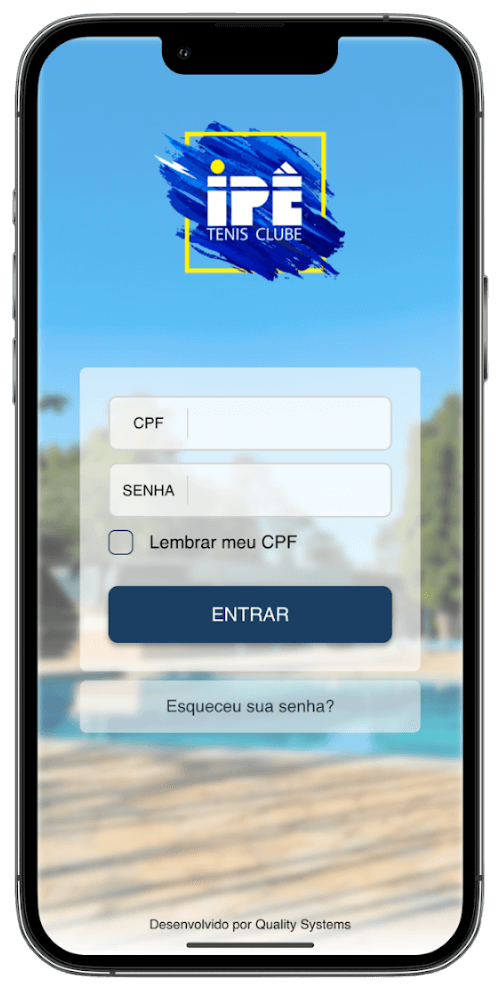 iPÊ
TENIS CLUBE
CPF
SENHA
Lembrar meu CPF
ENTRAR
Esqueceu sua senha?
Desenvolvido por Quality Systems